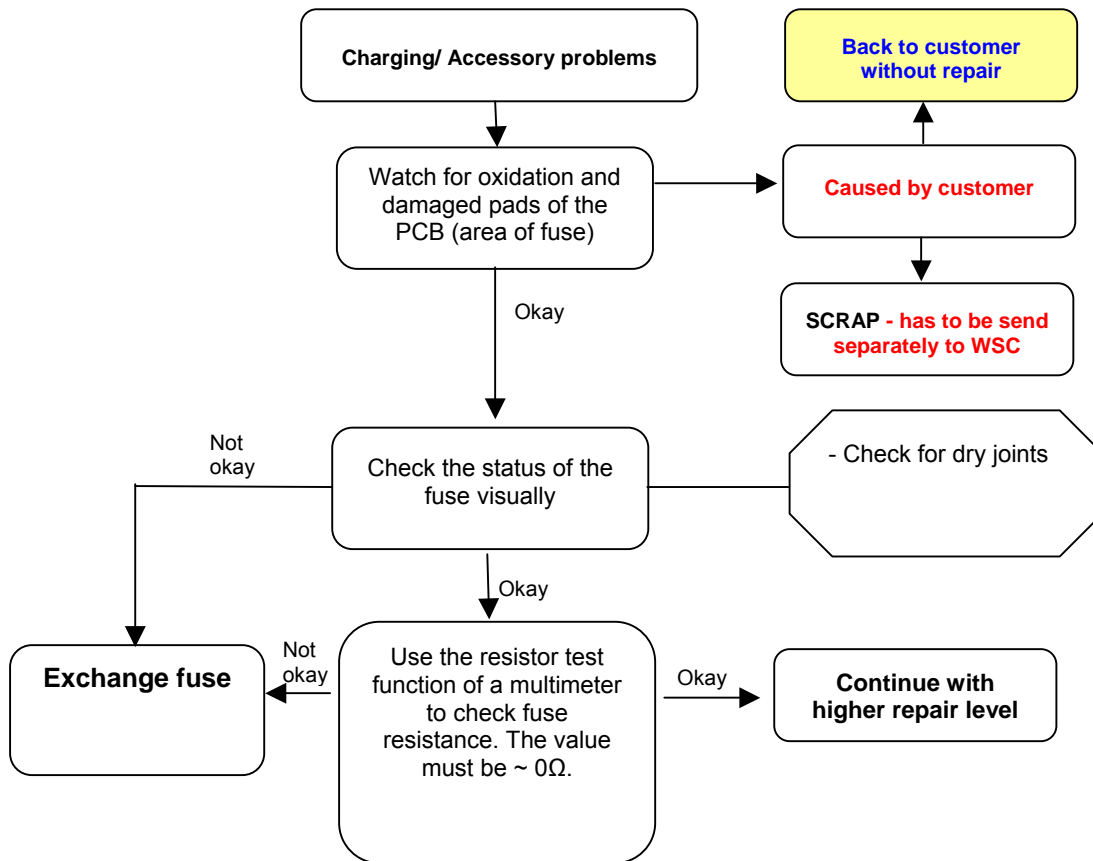 Charging/ Accessory problems
Back to customer
without repair
Watch for oxidation and
damaged pads of the
PCB (area of fuse)
Caused by customer
Okay
SCRAP - has to be send
separately to WSC
Not
okay
Check the status of the
fuse visually
- Check for dry joints
Okay
Exchange fuse
Not
okay
Use the resistor test
function of a multimeter
to check fuse
resistance. The value
must be ~ 0Ω.
Okay
Continue with
higher repair level